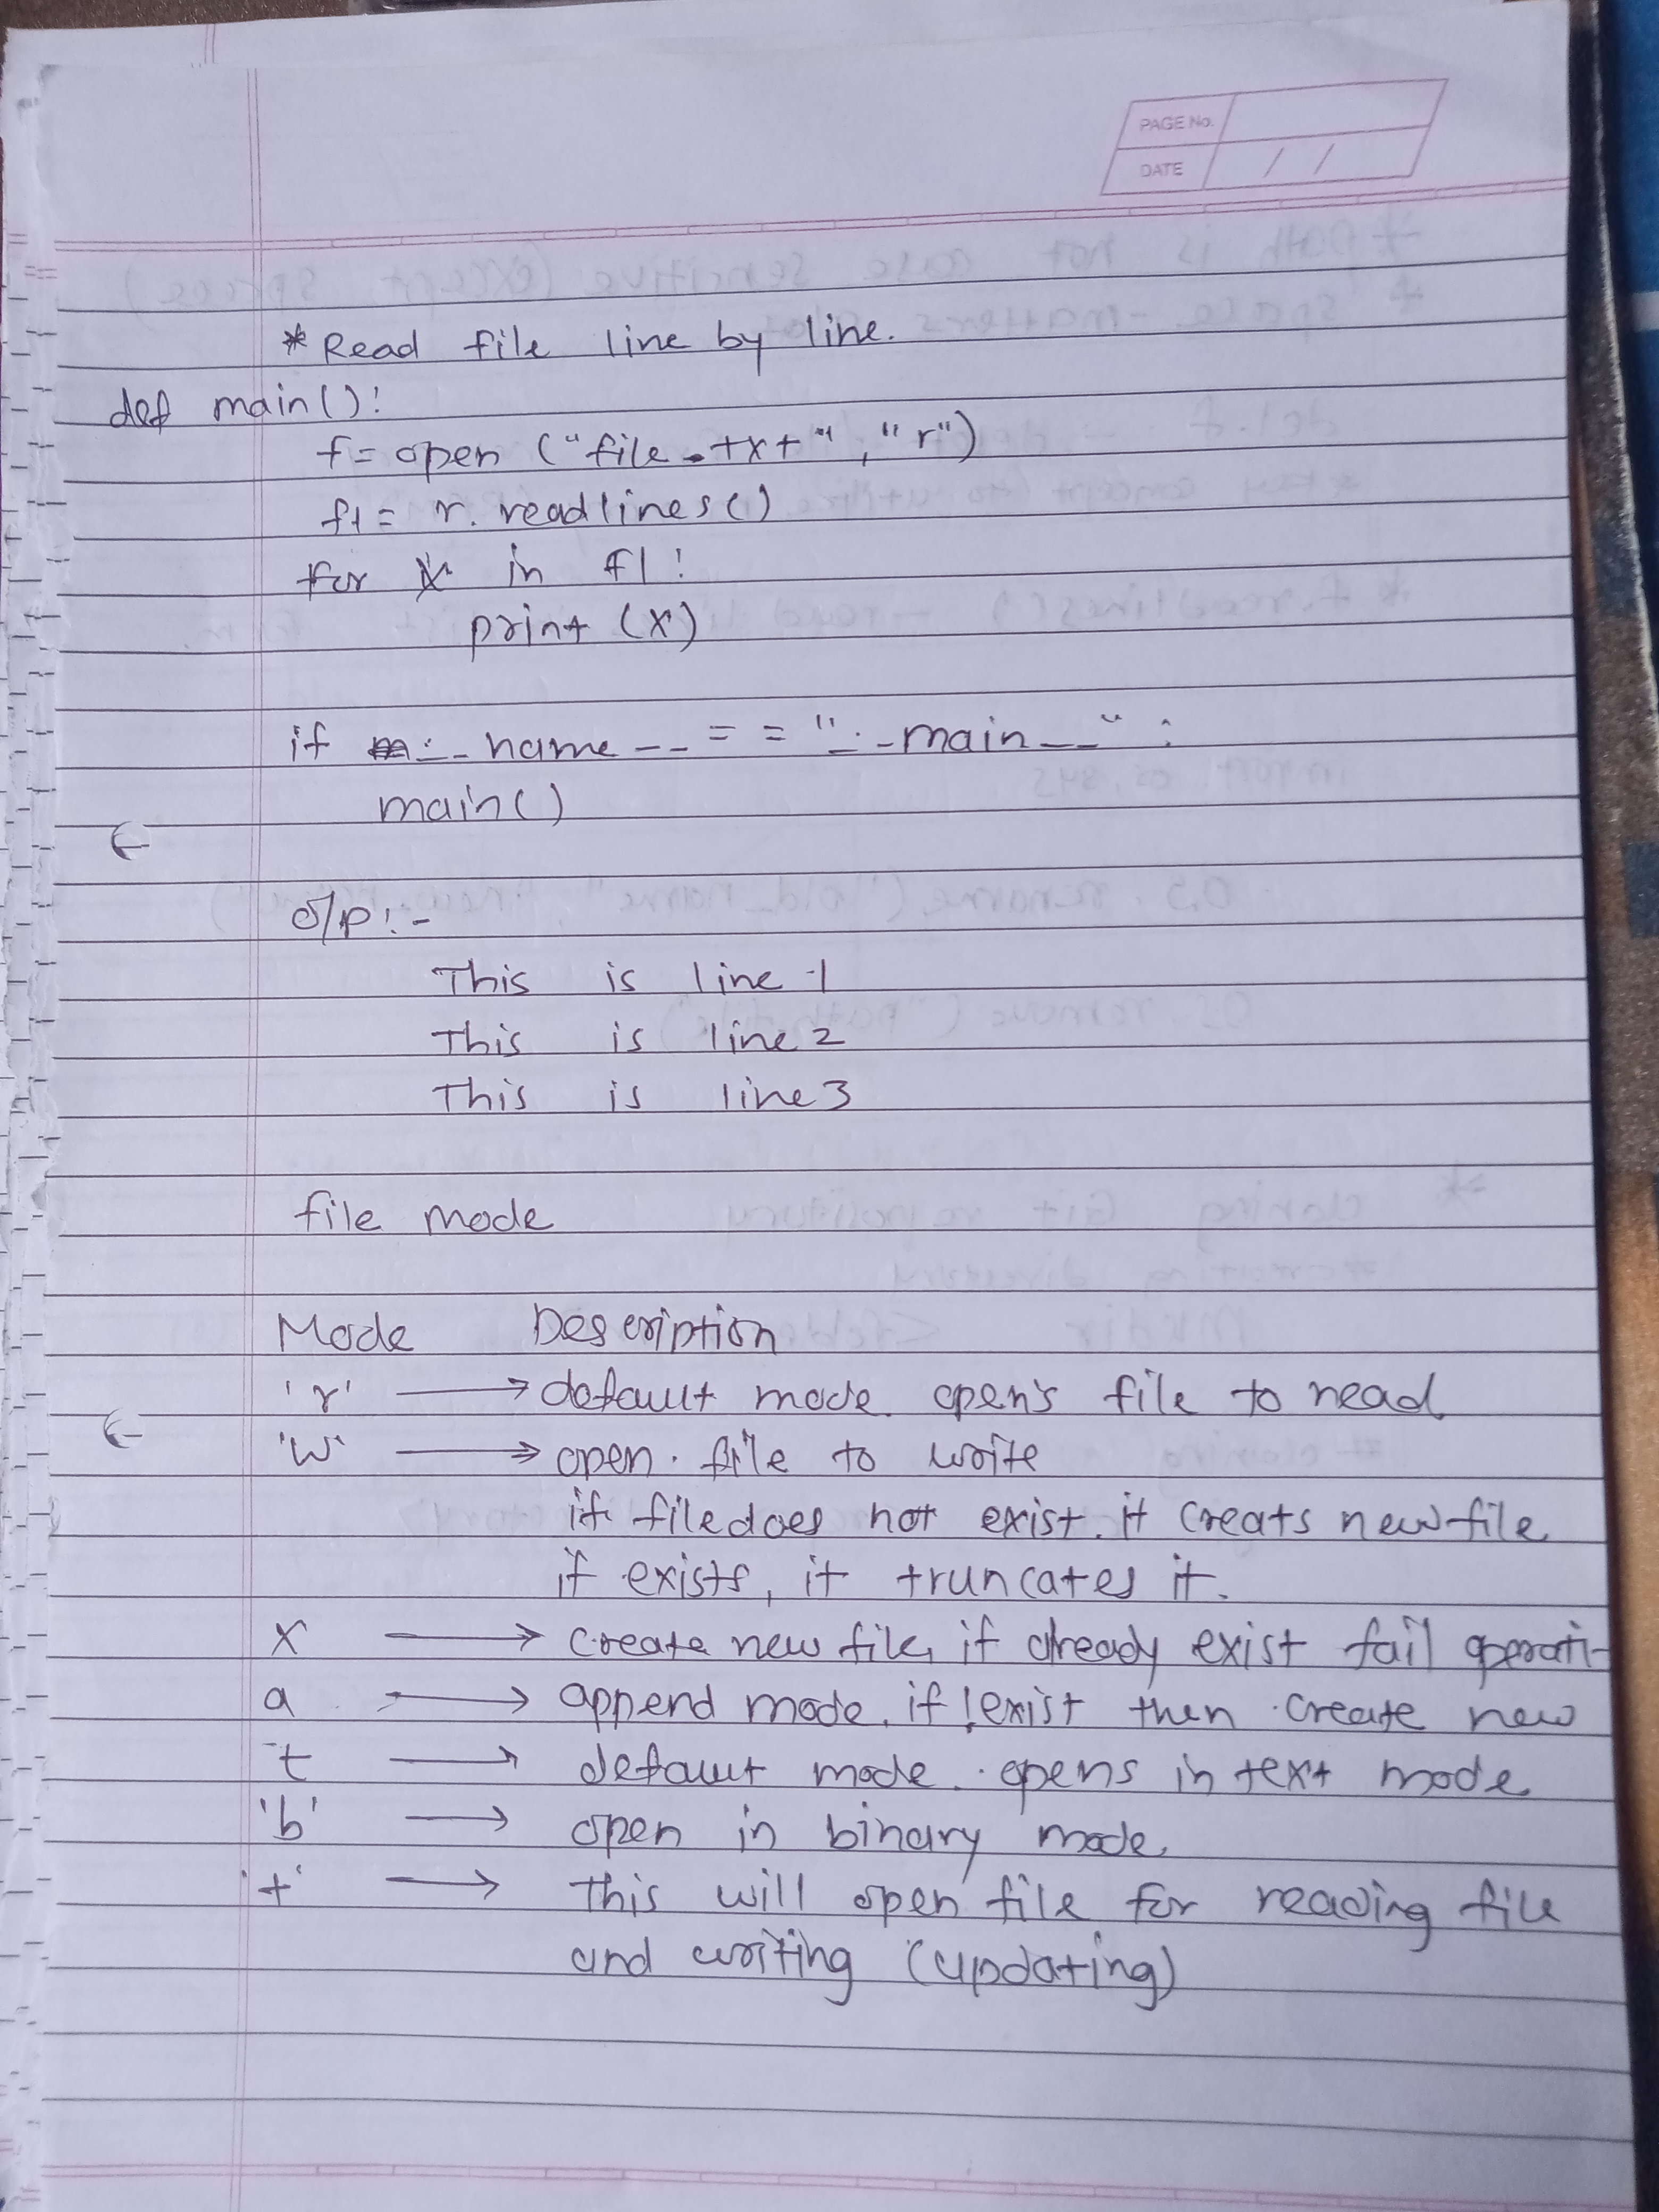 PAGE No.
DATE / /
* Read file line by line.
def main():
f = open ("file.txt", "r")
f1 = r. readlines()
for x in f1:
print (x)
if __name__ == "__main__":
main()
o/p:-
This is line 1
This is line 2
This is line 3
file mode
Mode Description
'r' → default mode. open's file to read
'w' → open. file to write
if file does not exist. it creats new file
if exists, it truncates it.
x → create new file, if already exist fail operati-
a → append mode. if !exist then create new
't → default mode. opens in text mode.
'b' → open in binary mode.
'+' → This will open file for reading file
and writing (updating)